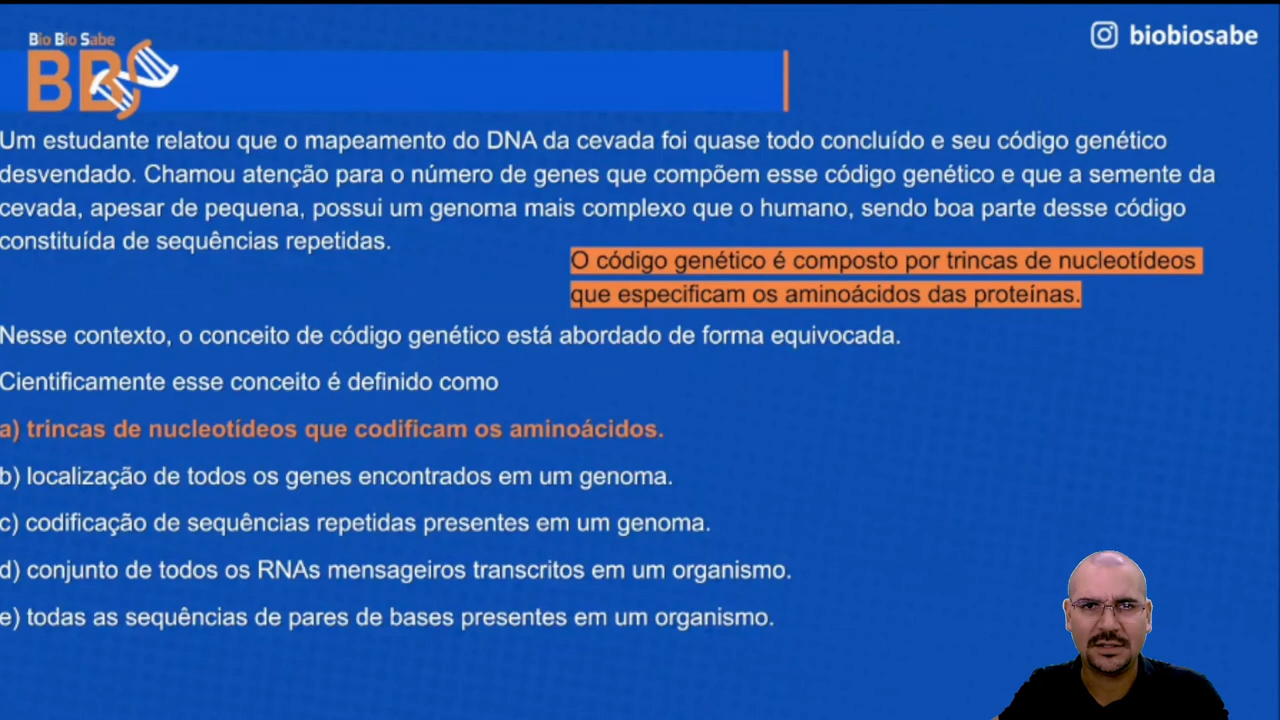 Bio Bio Sabe
BBS
biobiosabe
Um estudante relatou que o mapeamento do DNA da cevada foi quase todo concluído e seu código genético
desvendado. Chamou atenção para o número de genes que compõem esse código genético e que a semente da
cevada, apesar de pequena, possui um genoma mais complexo que o humano, sendo boa parte desse código
constituída de sequências repetidas.
O código genético é composto por trincas de nucleotídeos
que especificam os aminoácidos das proteínas.
Nesse contexto, o conceito de código genético está abordado de forma equivocada.
Cientificamente esse conceito é definido como
a) trincas de nucleotídeos que codificam os aminoácidos.
b) localização de todos os genes encontrados em um genoma.
c) codificação de sequências repetidas presentes em um genoma.
d) conjunto de todos os RNAs mensageiros transcritos em um organismo.
e) todas as sequências de pares de bases presentes em um organismo.